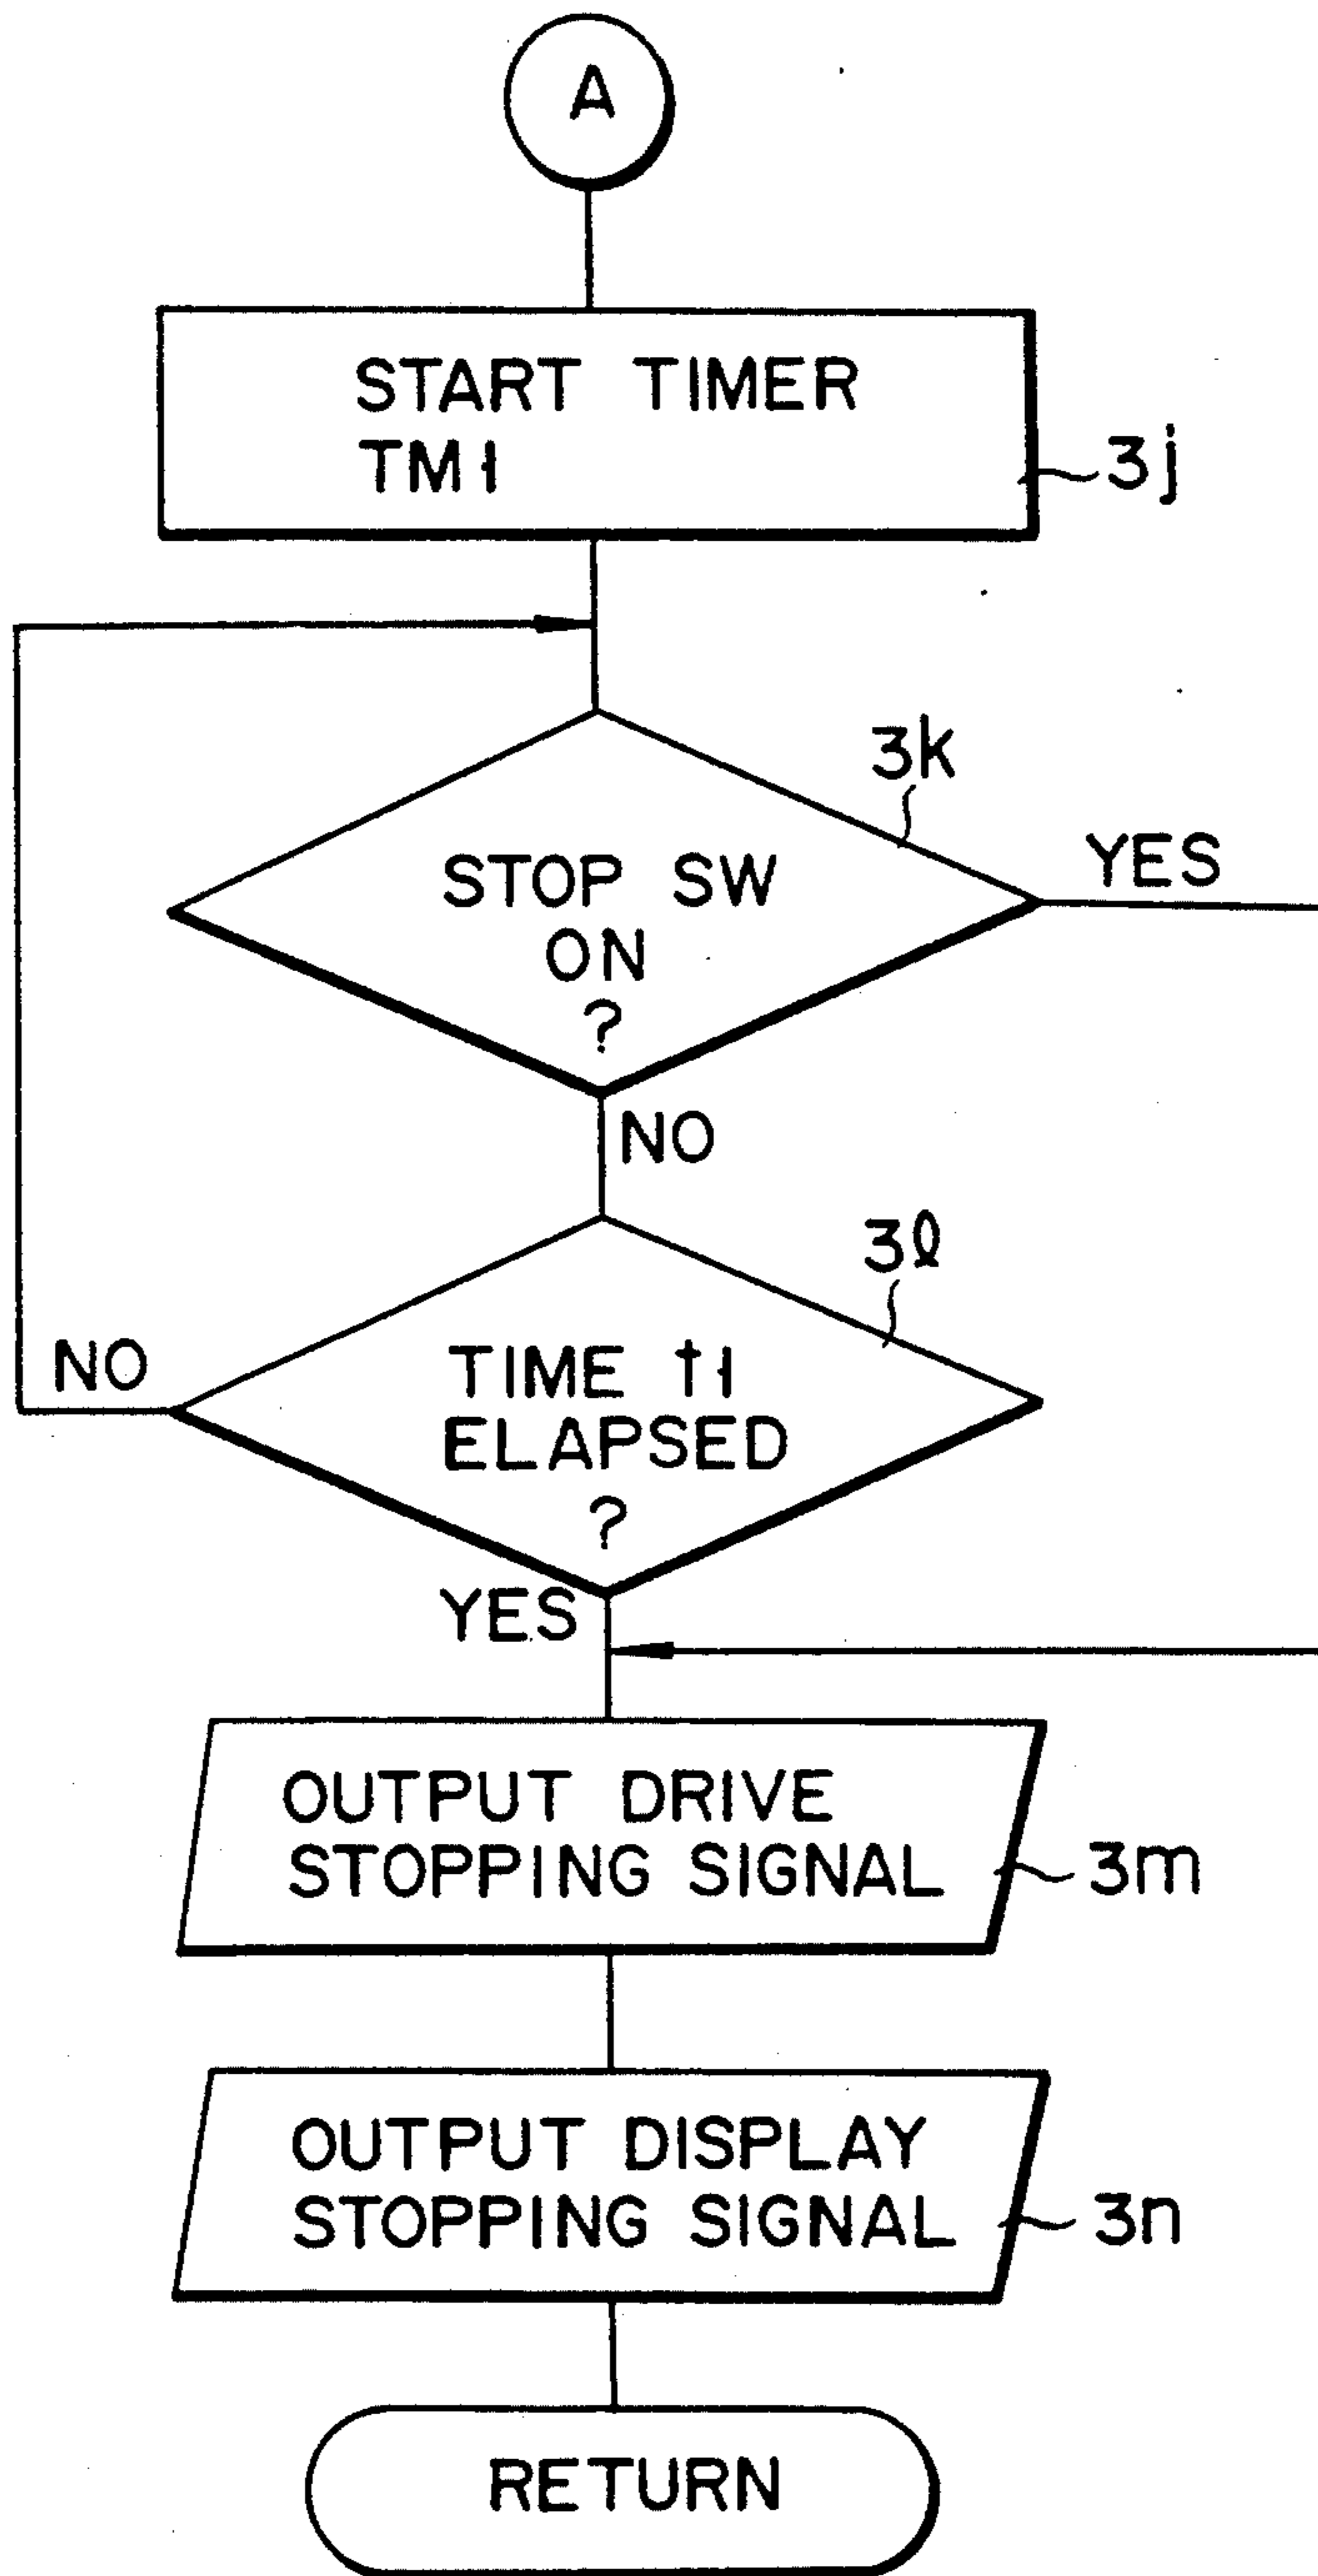 A
START TIMER
TM1
3j
3k
STOP SW
ON
?
YES
NO
3ℓ
TIME t1
ELAPSED
?
NO
YES
OUTPUT DRIVE
STOPPING SIGNAL
3m
OUTPUT DISPLAY
STOPPING SIGNAL
3n
RETURN